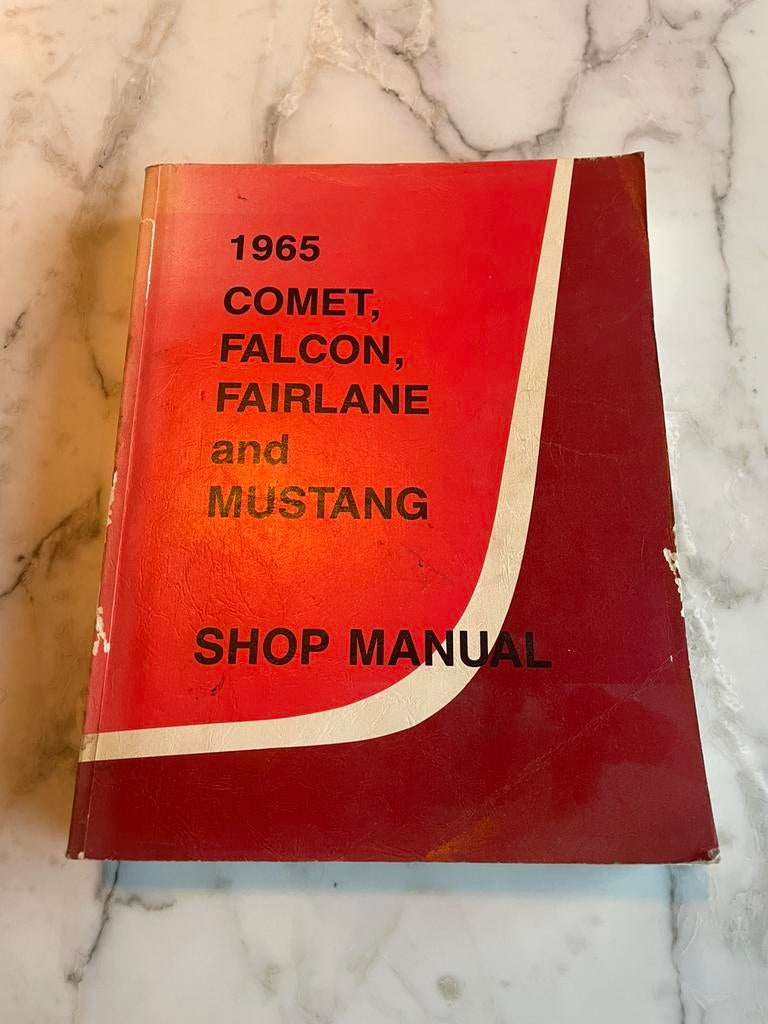 1965
COMET,
FALCON,
FAIRLANE
and
MUSTANG
SHOP MANUAL